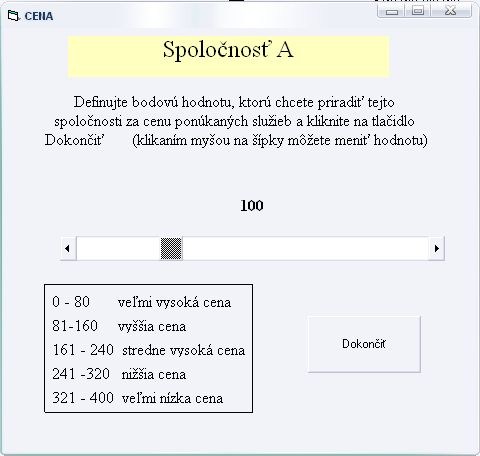 CENA
Spoločnosť A
Definujte bodovú hodnotu, ktorú chcete priradiť tejto
spoločnosti za cenu ponúkaných služieb a kliknite na tlačidlo
Dokončiť (klikaním myšou na šípky môžete meniť hodnotu)
100
0 - 80 veľmi vysoká cena
81-160 vyššia cena
161 - 240 stredne vysoká cena
241 -320 nižšia cena
321 - 400 veľmi nízka cena
Dokončiť